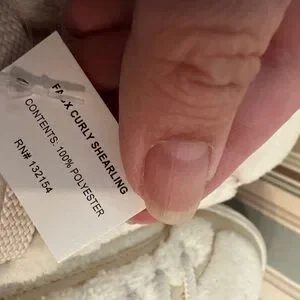 FAUX CURLY SHEARLING
CONTENTS: 100% POLYESTER
RN# 132154